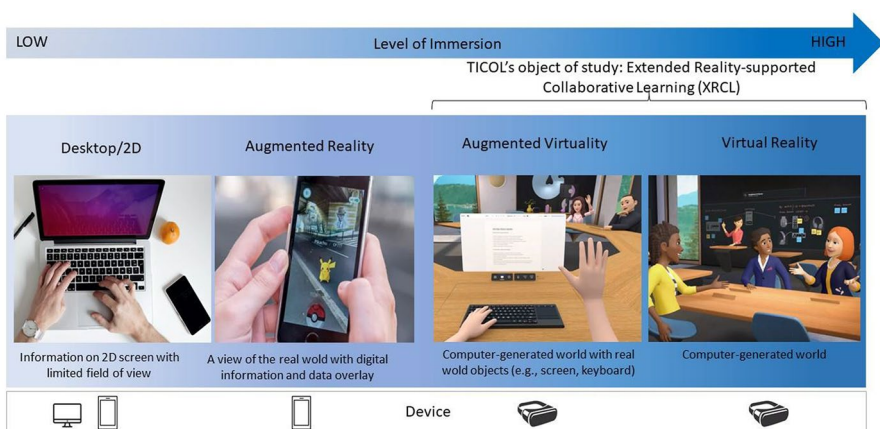 LOW
Level of Immersion
HIGH
TICOL's object of study: Extended Reality-supported
Collaborative Learning (XRCL)
Desktop/2D
Augmented Reality
Augmented Virtuality
Virtual Reality
Information on 2D screen with
limited field of view
A view of the real wold with digital
information and data overlay
Computer-generated world with real
wold objects (e.g., screen, keyboard)
Computer-generated world
Device